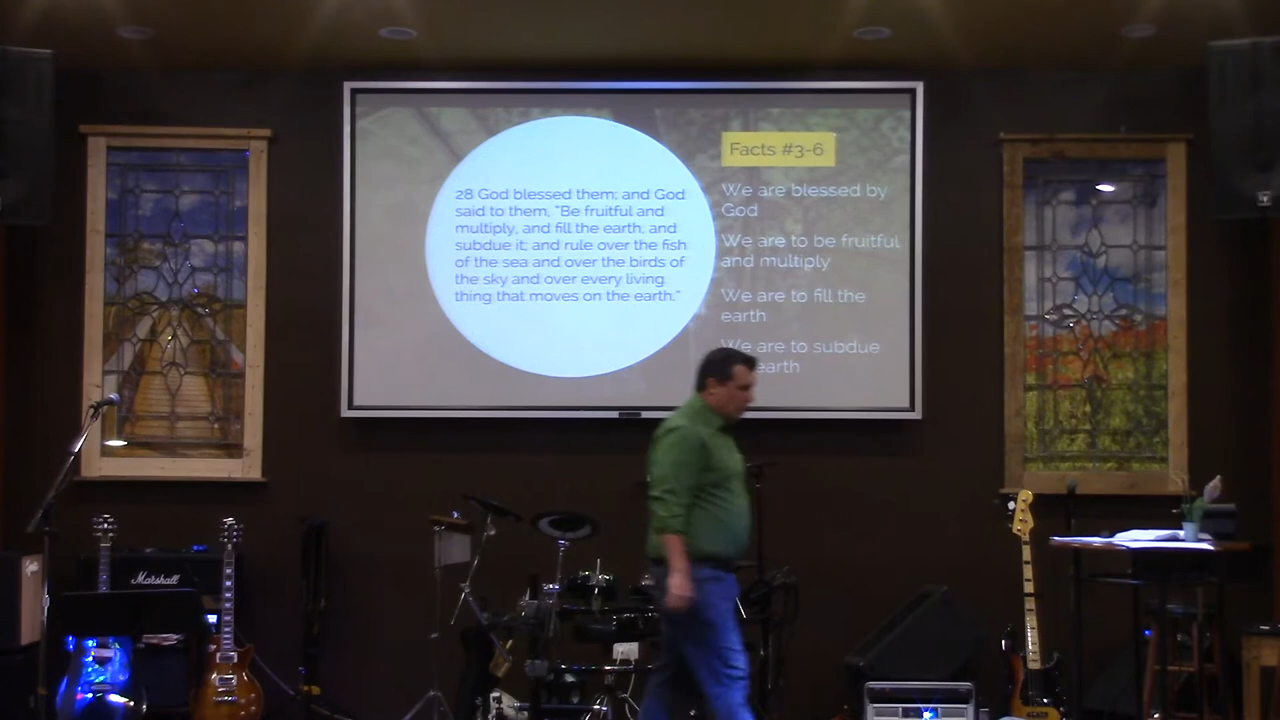 28 God blessed them; and God
said to them, "Be fruitful and
multiply, and fill the earth, and
subdue it; and rule over the fish
of the sea and over the birds of
the sky and over every living
thing that moves on the earth."
Facts #3-6
We are blessed by
God
We are to be fruitful
and multiply
We are to fill the
earth
We are to subdue
earth
Marshall